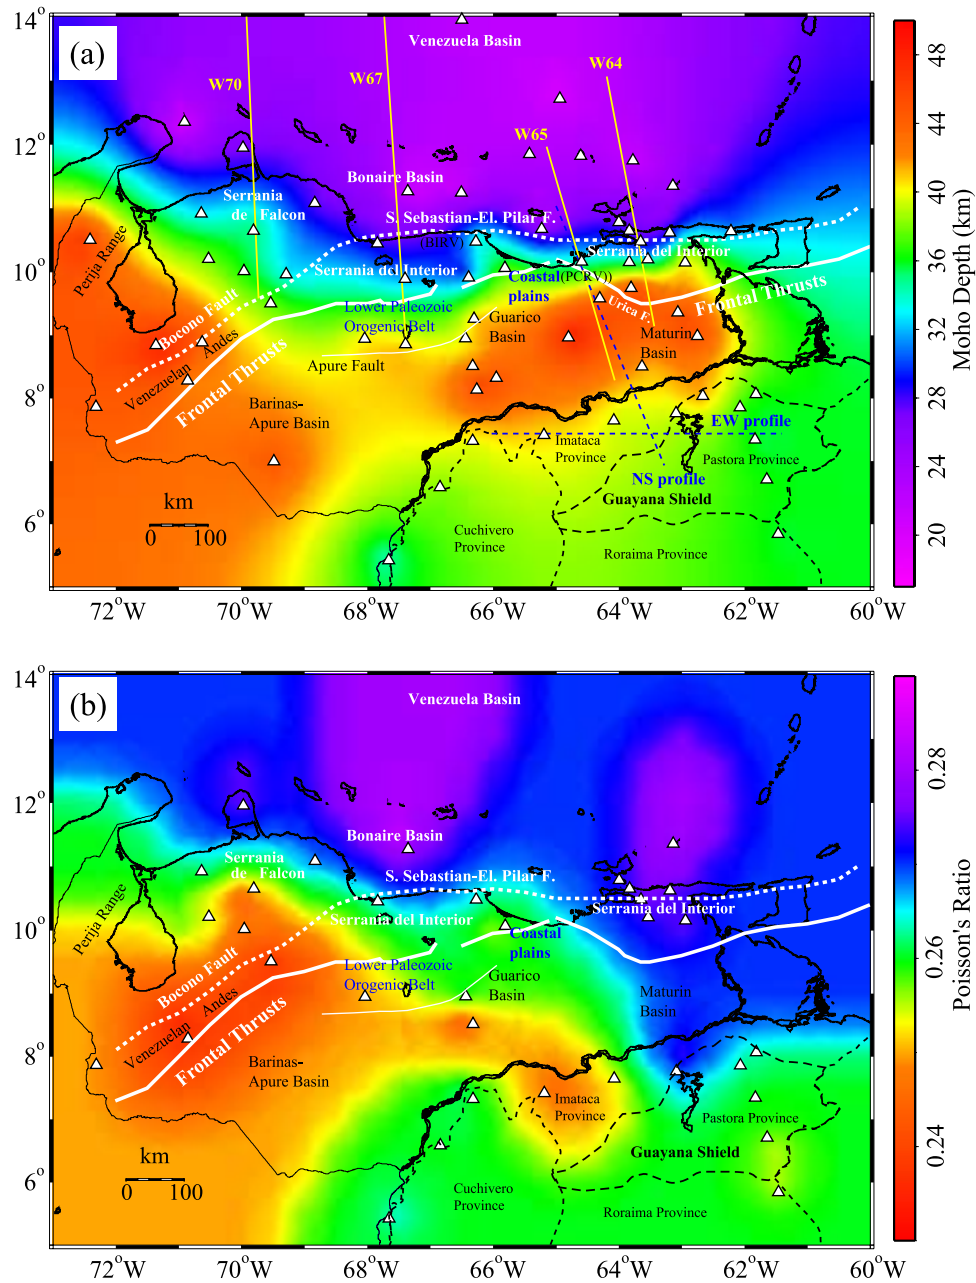 (a)
Venezuela Basin
W70
W67
W64
W65
Bonaire Basin
Serrania
de Falcon
S. Sebastian-El. Pilar F.
(BIRV)
Serrania del Interior
Serrania del Interior
Perija Range
Coastal
plains
(PCRV))
Bocono Fault
Lower Paleozoic
Orogenic Belt
Guarico
Basin
Urica F.
Frontal Thrusts
Maturin
Basin
Andes
Venezuelan
Frontal Thrusts
Apure Fault
Barinas-
Apure Basin
EW profile
Imataca
Province
Pastora Province
NS profile
Guayana Shield
km
0 100
Cuchivero
Province
Roraima Province
14°
12°
10°
8°
6°
72°W 70°W 68°W 66°W 64°W 62°W 60°W
48
44
40
36
32
28
24
20
Moho Depth (km)
(b)
Venezuela Basin
Bonaire Basin
Serrania
de Falcon
S. Sebastian-El. Pilar F.
Serrania del Interior
Serrania del Interior
Perija Range
Coastal
plains
Bocono Fault
Lower Paleozoic
Orogenic Belt
Guarico
Basin
Maturin
Basin
Andes
Venezuelan
Frontal Thrusts
Barinas-
Apure Basin
Imataca
Province
Pastora Province
Guayana Shield
km
0 100
Cuchivero
Province
Roraima Province
14°
12°
10°
8°
6°
72°W 70°W 68°W 66°W 64°W 62°W 60°W
0.28
0.26
0.24
Poisson's Ratio